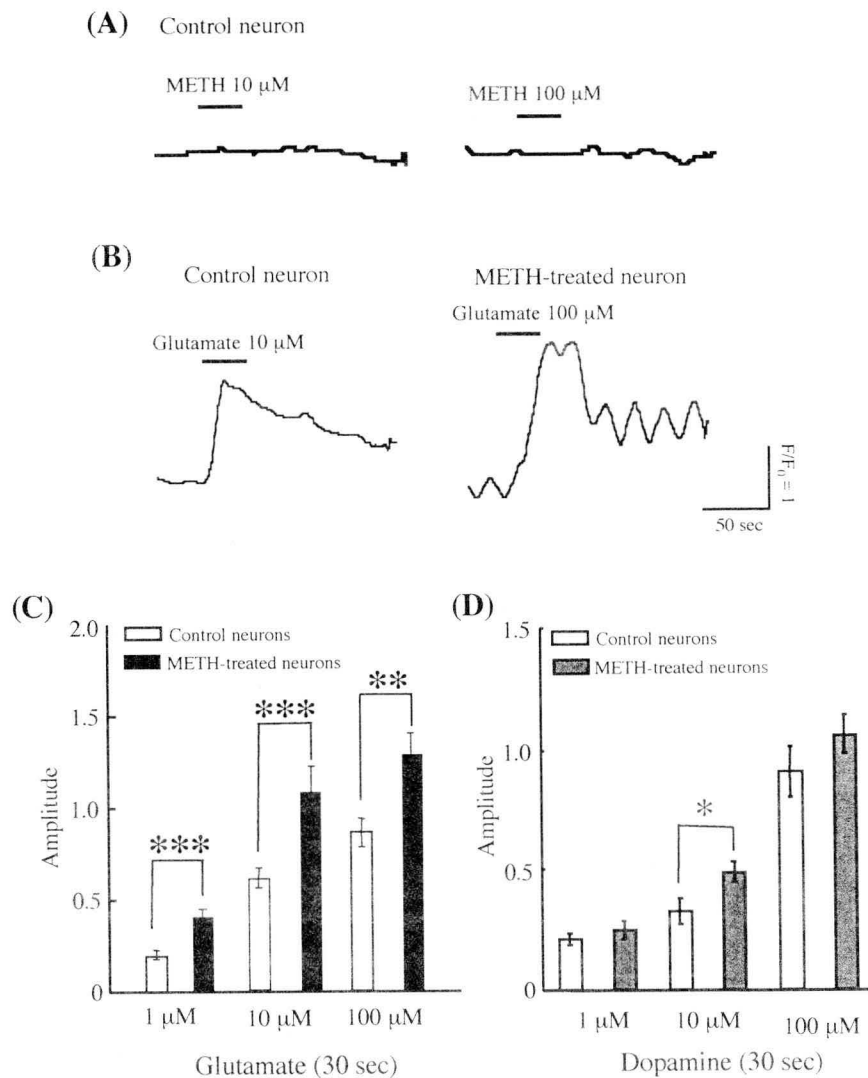 (A) Control neuron
METH 10 μM
METH 100 μM
(B)
Control neuron
METH-treated neuron
Glutamate 10 μM
Glutamate 100 μM
F/F₀ = 1
50 sec
(C)
2.0
1.5
1.0
0.5
0
Amplitude
Control neurons
METH-treated neurons
***
***
**
1 μM
10 μM
100 μM
Glutamate (30 sec)
(D)
1.5
1.0
0.5
0
Amplitude
Control neurons
METH-treated neurons
*
1 μM
10 μM
100 μM
Dopamine (30 sec)